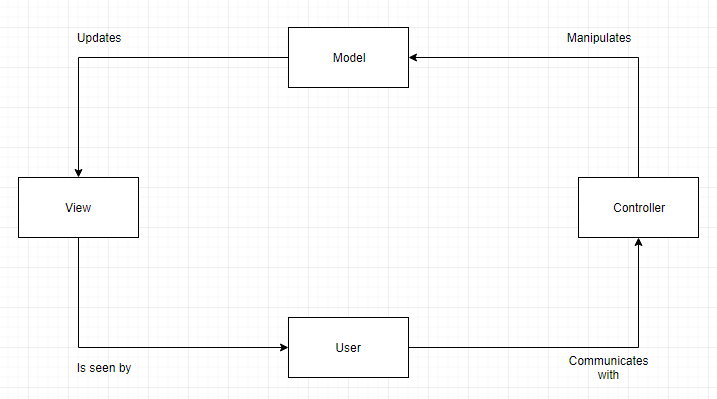 Updates
Model
Manipulates
View
Controller
User
Is seen by
Communicates
with